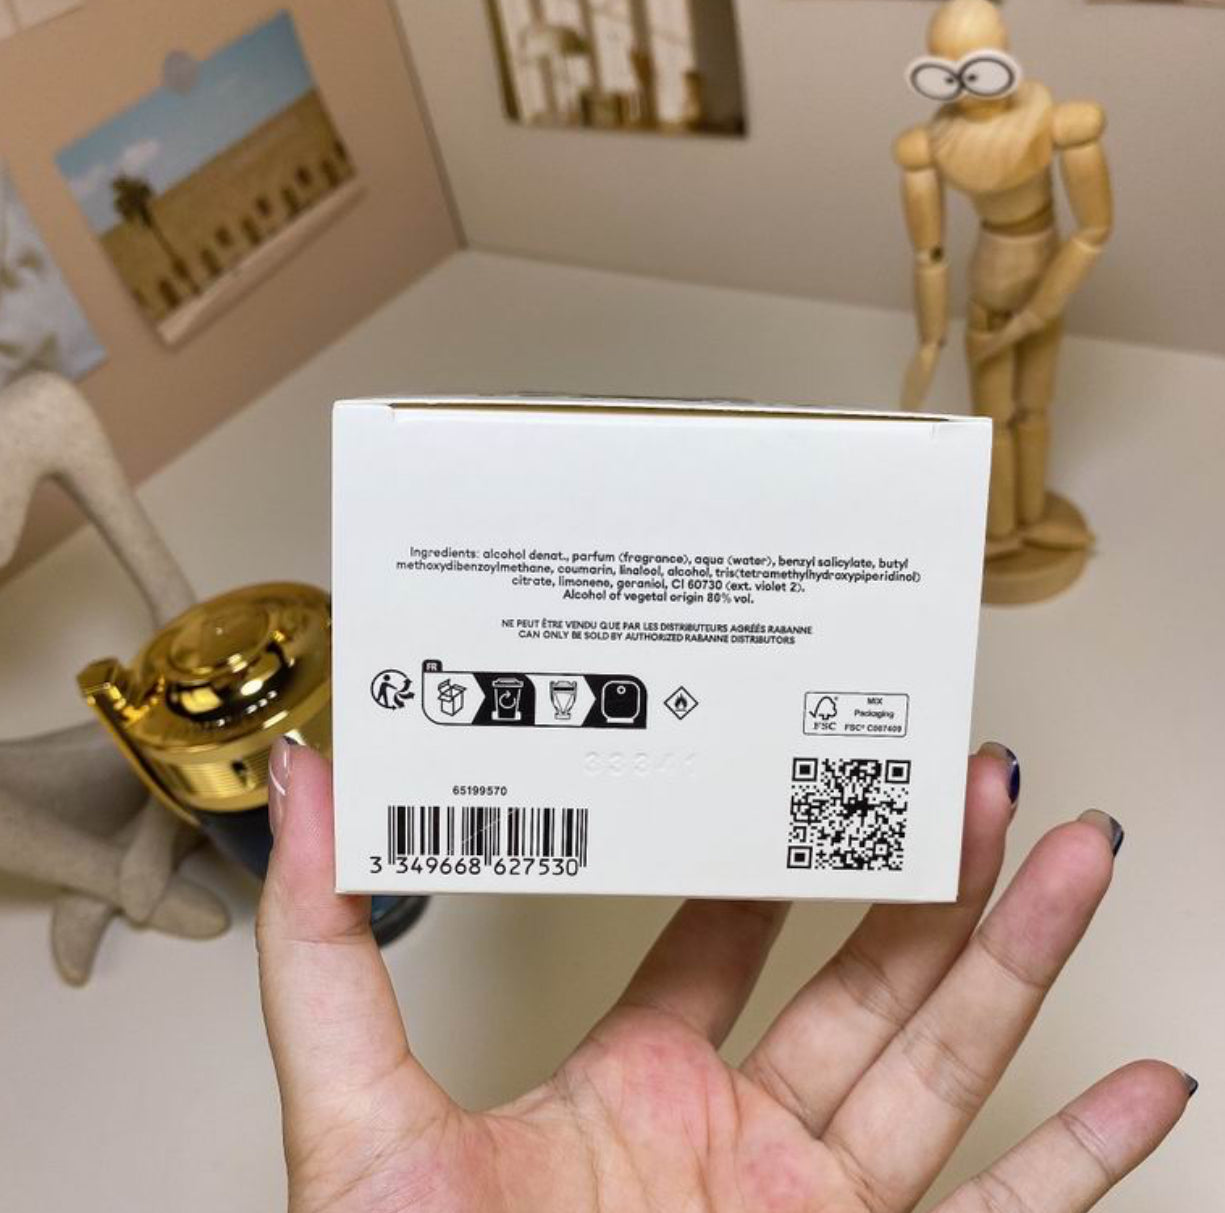 Ingredients: alcohol denat., parfum (fragrance), aqua (water), benzyl salicylate, butyl
methoxydibenzoylmethane, coumarin, linalool, alcohol, tris(tetramethylhydroxypiperidinol)
citrate, limonene, geraniol, CI 60730 (ext. violet 2).
Alcohol of vegetal origin 80% vol.
NE PEUT ÊTRE VENDU QUE PAR LES DISTRIBUTEURS AGRÉÉS RABANNE
CAN ONLY BE SOLD BY AUTHORIZED RABANNE DISTRIBUTORS
FR
MIX
Packaging
FSC FSC® C007409
33341
65199570
3 349668 627530